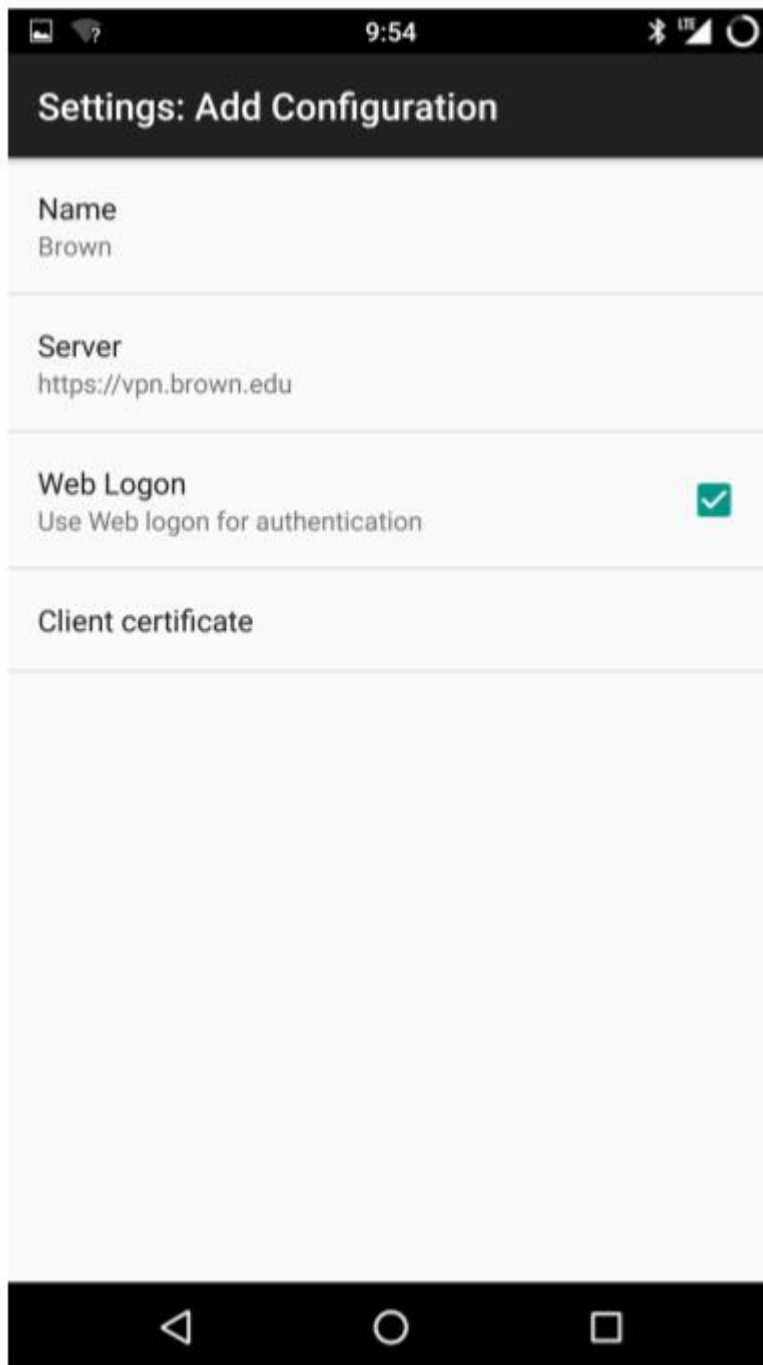 9:54
LTE
Settings: Add Configuration
Name
Brown
Server
https://vpn.brown.edu
Web Logon
Use Web logon for authentication
Client certificate